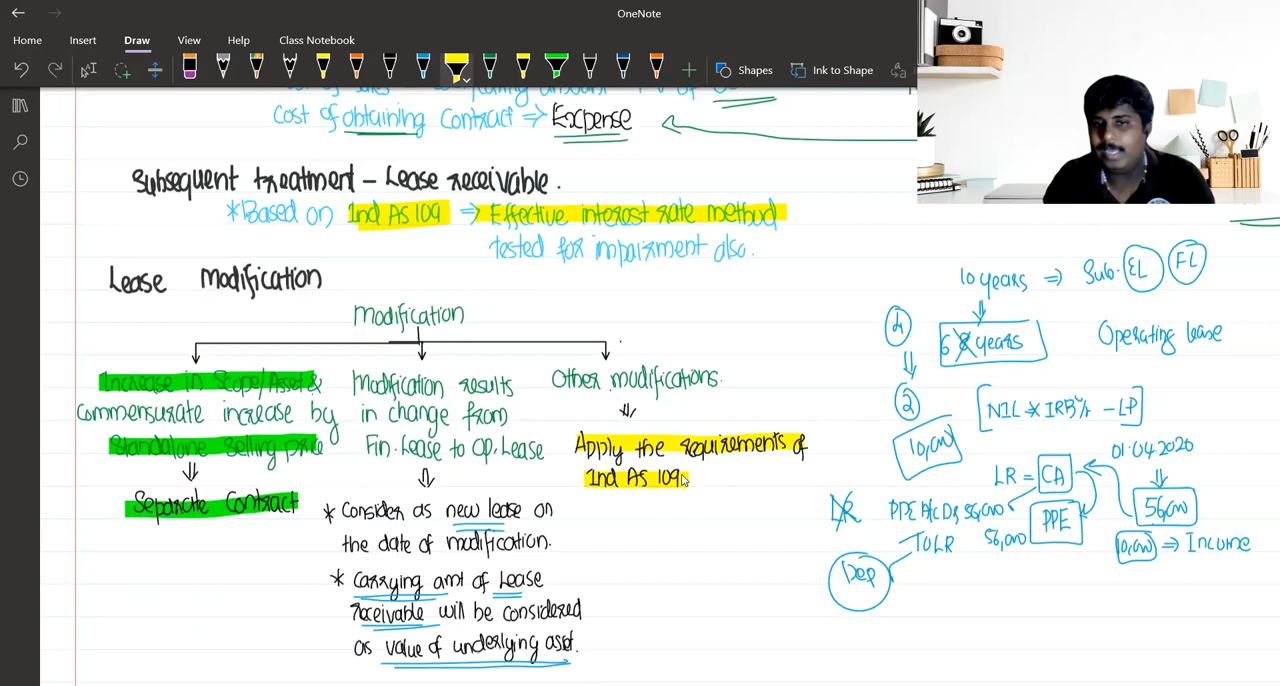 OneNote
Home Insert Draw View Help Class Notebook
Shapes Ink to Shape
Cost of obtaining Contract ⇒ Expense
Subsequent treatment - Lease receivable.
*Based on Ind AS 109 ⇒ Effective interest rate method
tested for impairment also.
Lease Modification
Modification
Increase in Scope/Asset &
Commensurate increase by
Standalone Selling price
Separate Contract
Modification results
in change from
Fin. Lease to Op. Lease
* Consider as new lease on
the date of modification.
* Carrying amt of Lease
receivable will be considered
as value of underlying asset.
Other modifications.
Apply the requirements of
Ind AS 109.
10 years ⇒ Sub. EL FL
4
6 8 years Operating lease
2
[NIL * IRR% - LP]
10,000
01.04.2020
LR = CA
56,000
PPE A/c Dr 56,000 PPE
To LR 56,000
10,000 ⇒ Income
Dep